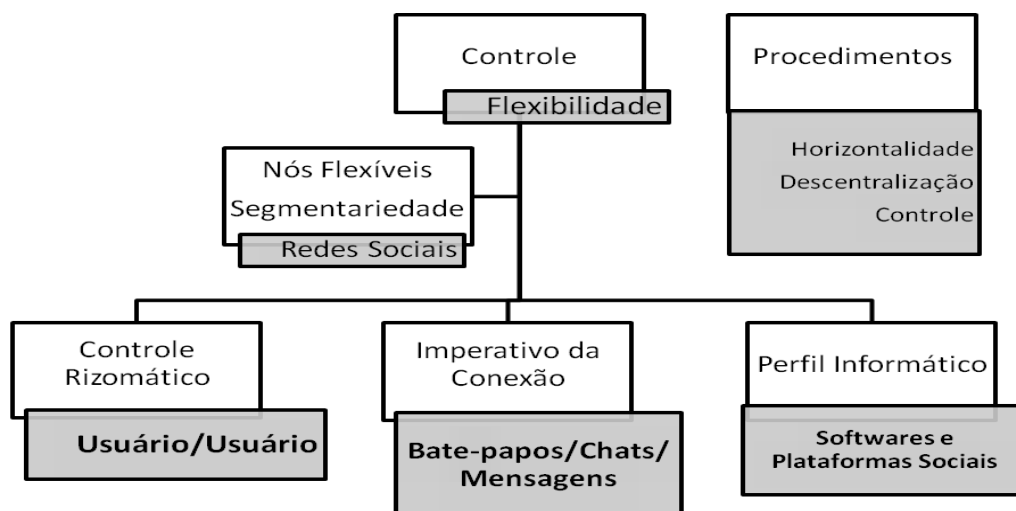 Controle
Flexibilidade
Procedimentos
Horizontalidade
Descentralização
Controle
Nós Flexíveis
Segmentariedade
Redes Sociais
Controle
Rizomático
Usuário/Usuário
Imperativo da
Conexão
Bate-papos/Chats/
Mensagens
Perfil Informático
Softwares e
Plataformas Sociais